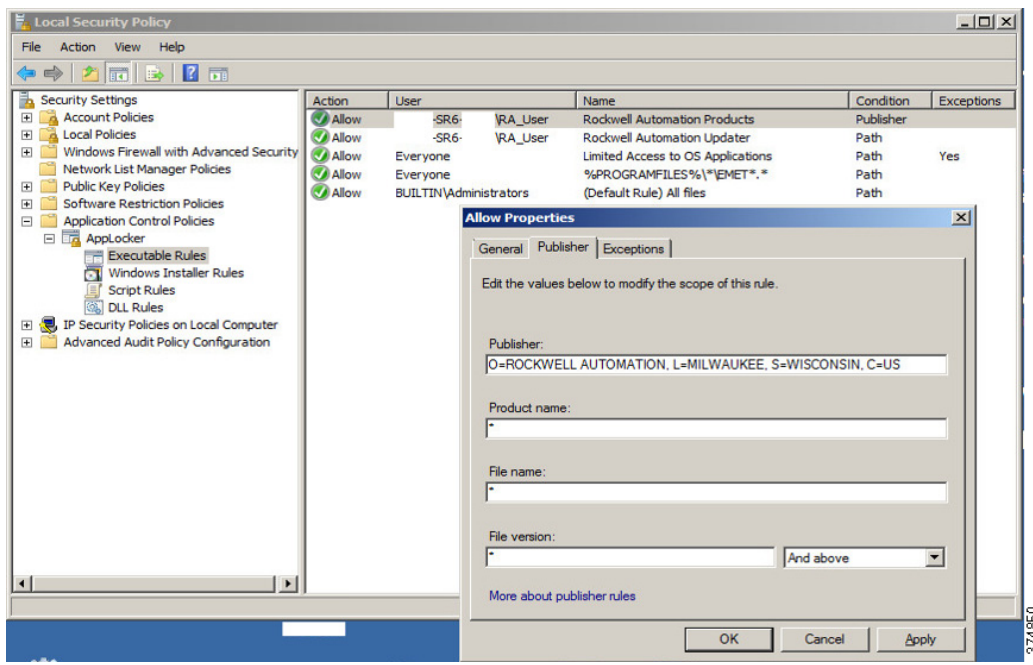 Local Security Policy
File Action View Help
Security Settings
Account Policies
Local Policies
Windows Firewall with Advanced Security
Network List Manager Policies
Public Key Policies
Software Restriction Policies
Application Control Policies
AppLocker
Executable Rules
Windows Installer Rules
Script Rules
DLL Rules
IP Security Policies on Local Computer
Advanced Audit Policy Configuration
Action User Name Condition Exceptions
Allow -SR6- \RA_User Rockwell Automation Products Publisher
Allow -SR6- \RA_User Rockwell Automation Updater Path
Allow Everyone Limited Access to OS Applications Path Yes
Allow Everyone %PROGRAMFILES%\*\EMET*.* Path
Allow BUILTIN\Administrators (Default Rule) All files Path
Allow Properties
General Publisher Exceptions
Edit the values below to modify the scope of this rule.
Publisher:
O=ROCKWELL AUTOMATION, L=MILWAUKEE, S=WISCONSIN, C=US
Product name:
*
File name:
*
File version:
* And above
More about publisher rules
OK Cancel Apply
374850